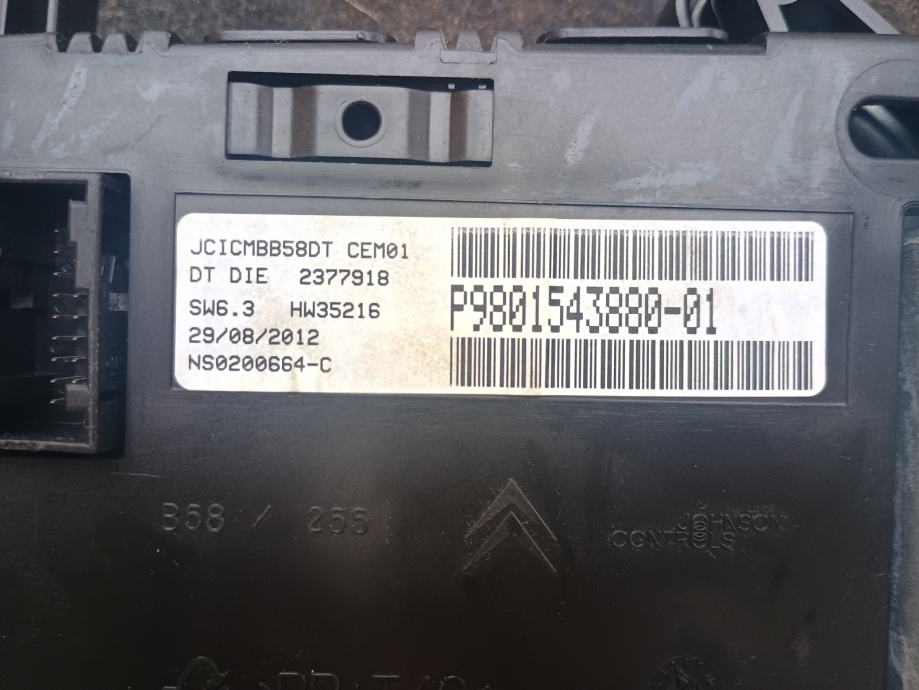 JCICMBB58DT CEM01
DT DIE 2377918
SW6.3 HW35216
29/08/2012
NS0200664-C
P9801543880-01
B58 / 255
JOHNSON
CONTROLS